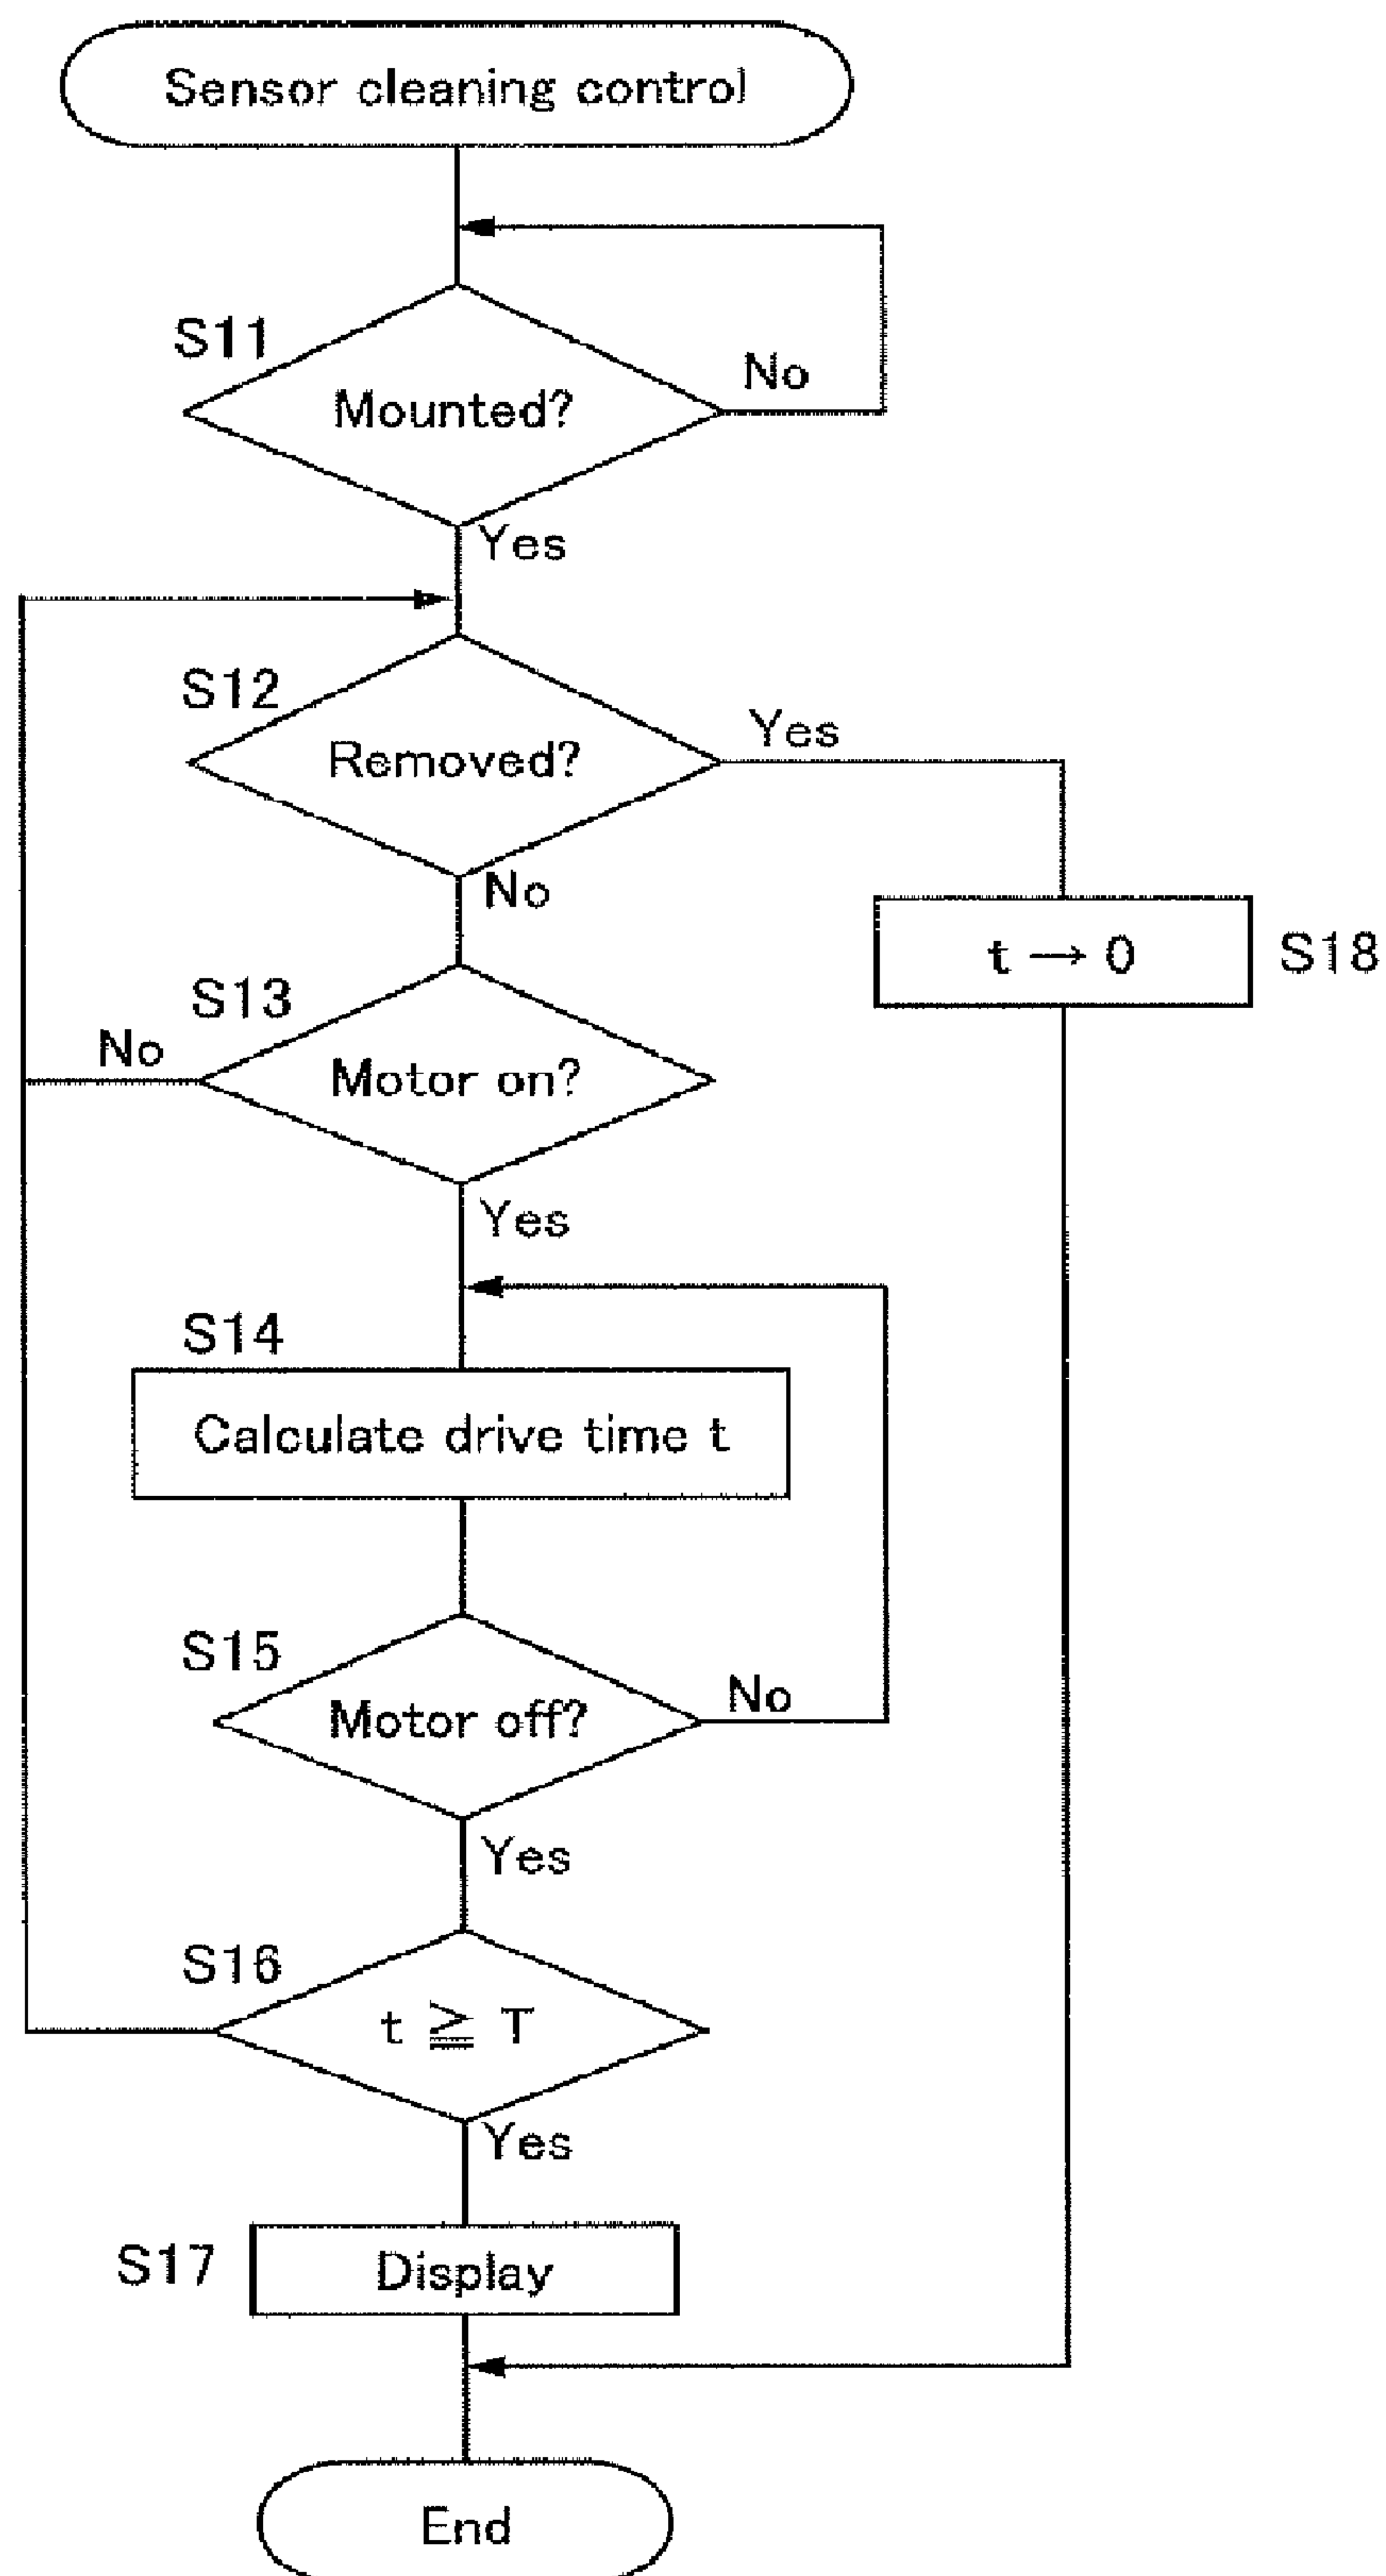 Sensor cleaning control
S11
Mounted?
No
Yes
S12
Removed?
Yes
No
t → 0
S18
S13
No
Motor on?
Yes
S14
Calculate drive time t
S15
Motor off?
No
Yes
S16
t ≧ T
Yes
S17
Display
End